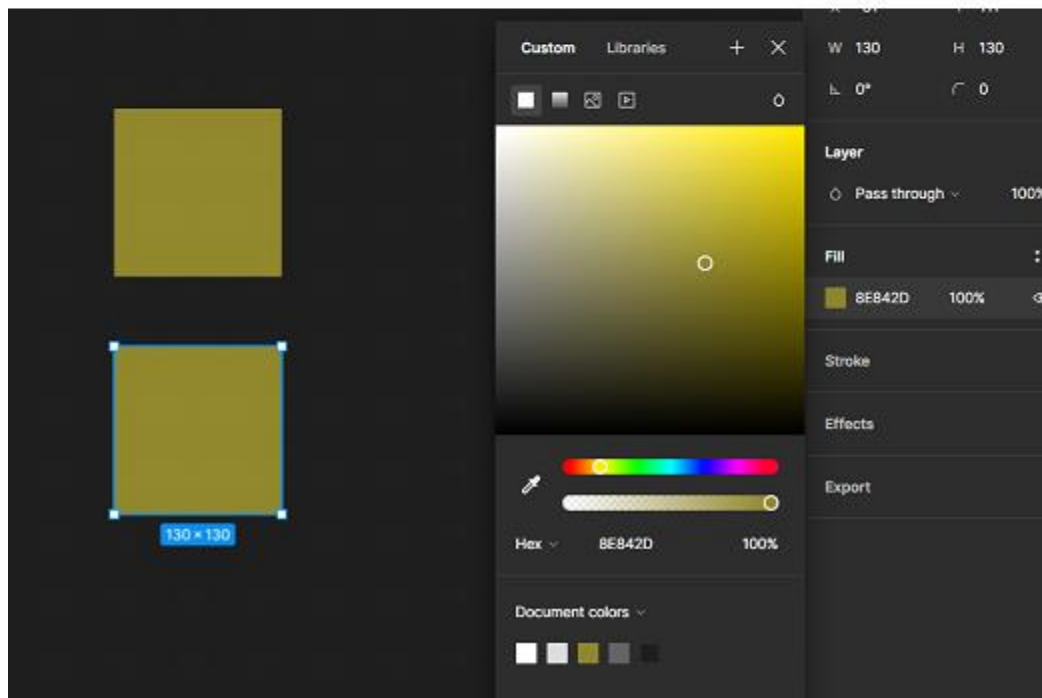 Custom Libraries
W 130 H 130
0° 0
Layer
Pass through 100%
Fill
8E842D 100%
Stroke
Effects
Export
130 × 130
Hex 8E842D 100%
Document colors